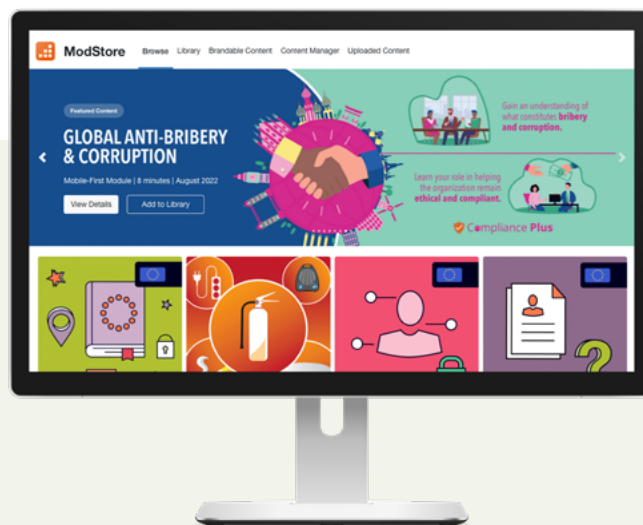 ModStore
Browse Library Brandable Content Content Manager Uploaded Content
Featured Content
GLOBAL ANTI-BRIBERY
& CORRUPTION
Mobile-First Module | 8 minutes | August 2022
View Details Add to Library
Gain an understanding of
what constitutes bribery
and corruption.
Learn your role in helping
the organization remain
ethical and compliant.
Compliance Plus